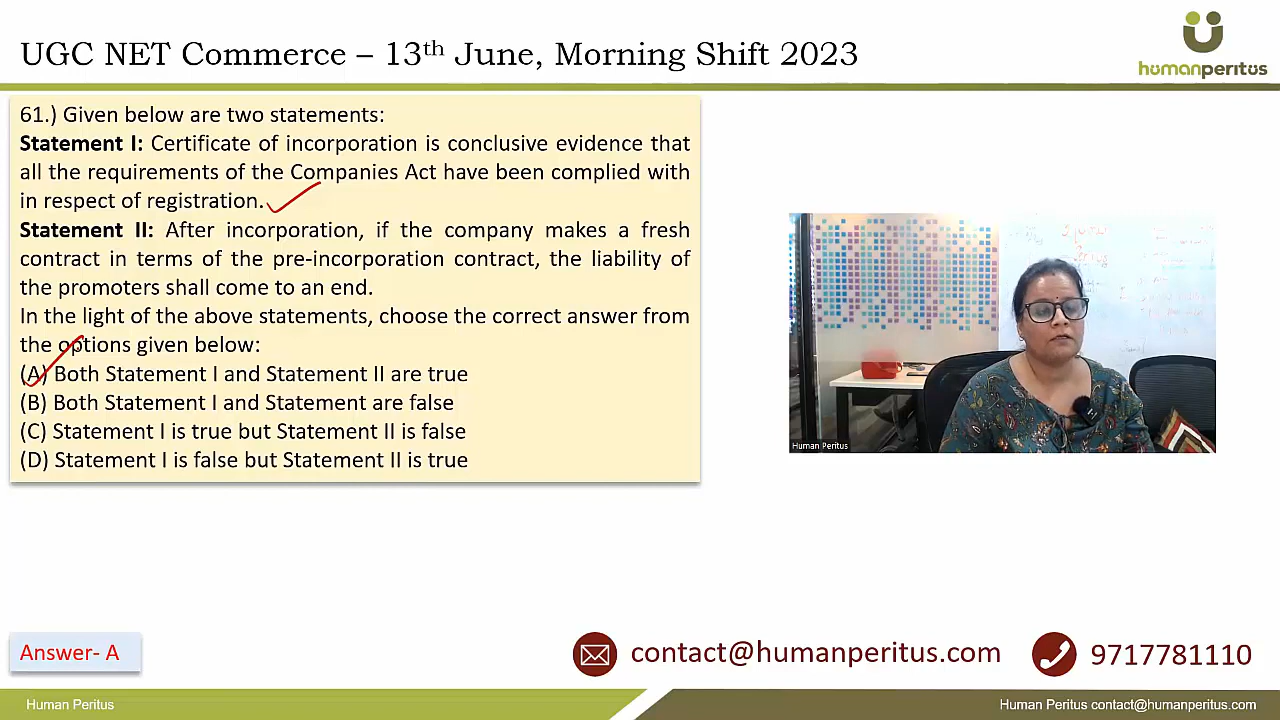 UGC NET Commerce – 13th June, Morning Shift 2023
humanperitus
61.) Given below are two statements:
Statement I: Certificate of incorporation is conclusive evidence that
all the requirements of the Companies Act have been complied with
in respect of registration.
Statement II: After incorporation, if the company makes a fresh
contract in terms of the pre-incorporation contract, the liability of
the promoters shall come to an end.
In the light of the above statements, choose the correct answer from
the options given below:
(A) Both Statement I and Statement II are true
(B) Both Statement I and Statement are false
(C) Statement I is true but Statement II is false
(D) Statement I is false but Statement II is true
Human Peritus
Answer- A
contact@humanperitus.com
9717781110
Human Peritus
Human Peritus contact@humanperitus.com